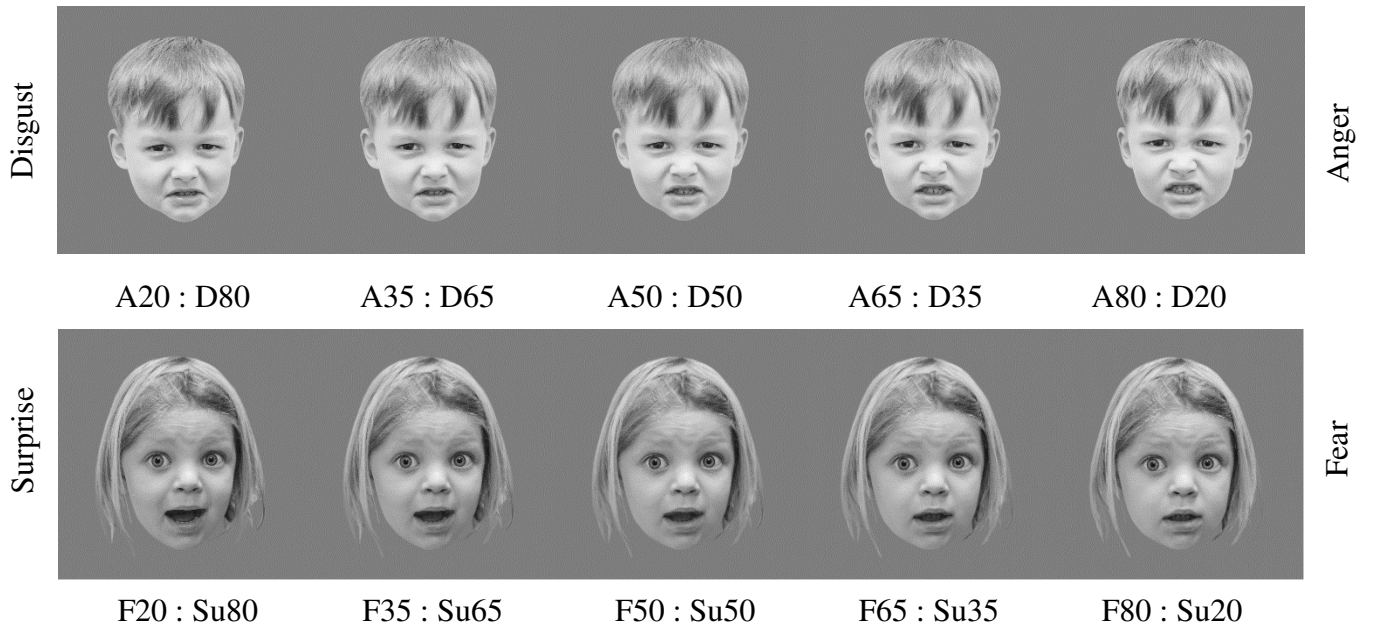 Disgust
Anger
A20 : D80 A35 : D65 A50 : D50 A65 : D35 A80 : D20
Surprise
Fear
F20 : Su80 F35 : Su65 F50 : Su50 F65 : Su35 F80 : Su20